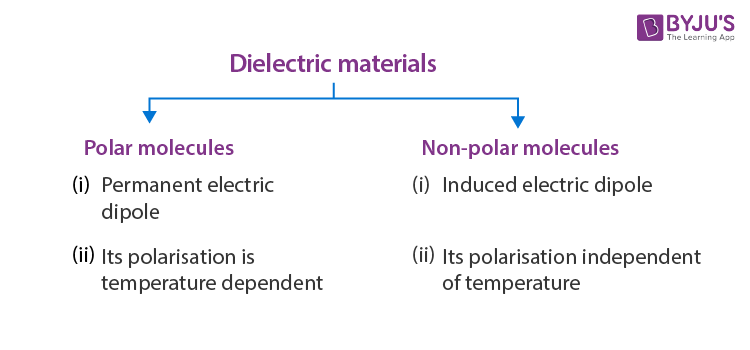 BYJU'S
The Learning App
Dielectric materials
Polar molecules
(i) Permanent electric
dipole
(ii) Its polarisation is
temperature dependent
Non-polar molecules
(i) Induced electric dipole
(ii) Its polarisation independent
of temperature